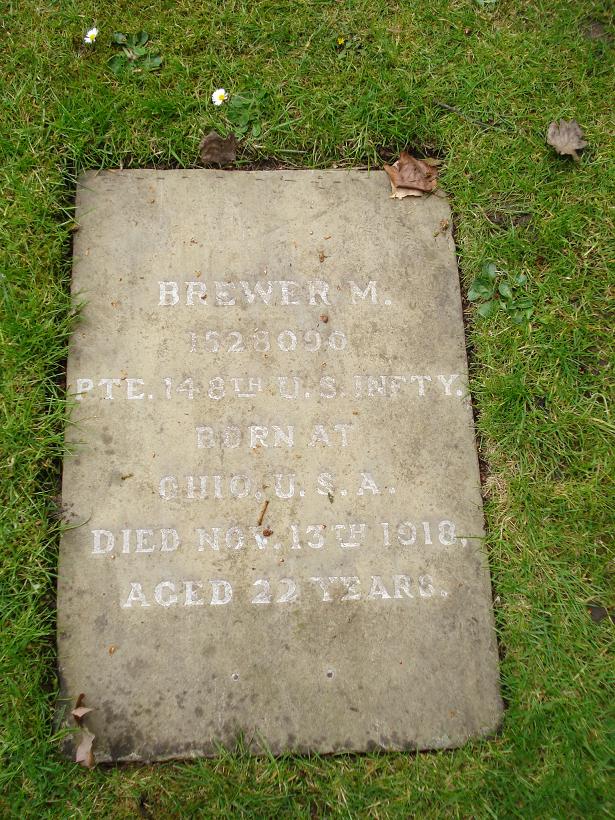 BREWER M.
1528090
PTE. 148TH U.S. INFTY.
BORN AT
OHIO. U.S.A.
DIED NOV. 13TH 1918,
AGED 22 YEARS.